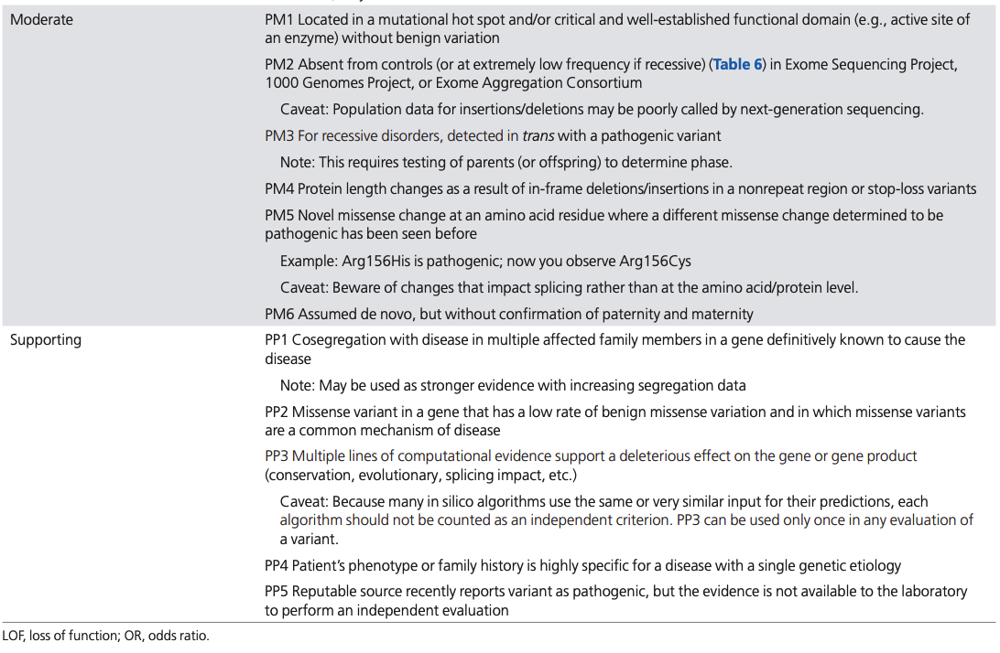 Moderate
PM1 Located in a mutational hot spot and/or critical and well-established functional domain (e.g., active site of
an enzyme) without benign variation
PM2 Absent from controls (or at extremely low frequency if recessive) (Table 6) in Exome Sequencing Project,
1000 Genomes Project, or Exome Aggregation Consortium
Caveat: Population data for insertions/deletions may be poorly called by next-generation sequencing.
PM3 For recessive disorders, detected in trans with a pathogenic variant
Note: This requires testing of parents (or offspring) to determine phase.
PM4 Protein length changes as a result of in-frame deletions/insertions in a nonrepeat region or stop-loss variants
PM5 Novel missense change at an amino acid residue where a different missense change determined to be
pathogenic has been seen before
Example: Arg156His is pathogenic; now you observe Arg156Cys
Caveat: Beware of changes that impact splicing rather than at the amino acid/protein level.
PM6 Assumed de novo, but without confirmation of paternity and maternity
Supporting
PP1 Cosegregation with disease in multiple affected family members in a gene definitively known to cause the
disease
Note: May be used as stronger evidence with increasing segregation data
PP2 Missense variant in a gene that has a low rate of benign missense variation and in which missense variants
are a common mechanism of disease
PP3 Multiple lines of computational evidence support a deleterious effect on the gene or gene product
(conservation, evolutionary, splicing impact, etc.)
Caveat: Because many in silico algorithms use the same or very similar input for their predictions, each
algorithm should not be counted as an independent criterion. PP3 can be used only once in any evaluation of
a variant.
PP4 Patient's phenotype or family history is highly specific for a disease with a single genetic etiology
PP5 Reputable source recently reports variant as pathogenic, but the evidence is not available to the laboratory
to perform an independent evaluation
LOF, loss of function; OR, odds ratio.